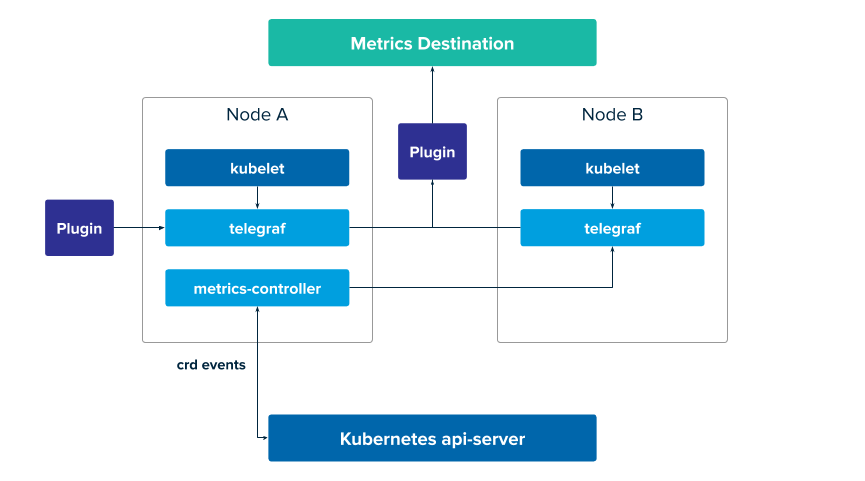 Metrics Destination
Node A
Node B
Plugin
kubelet
kubelet
Plugin
telegraf
telegraf
metrics-controller
crd events
Kubernetes api-server